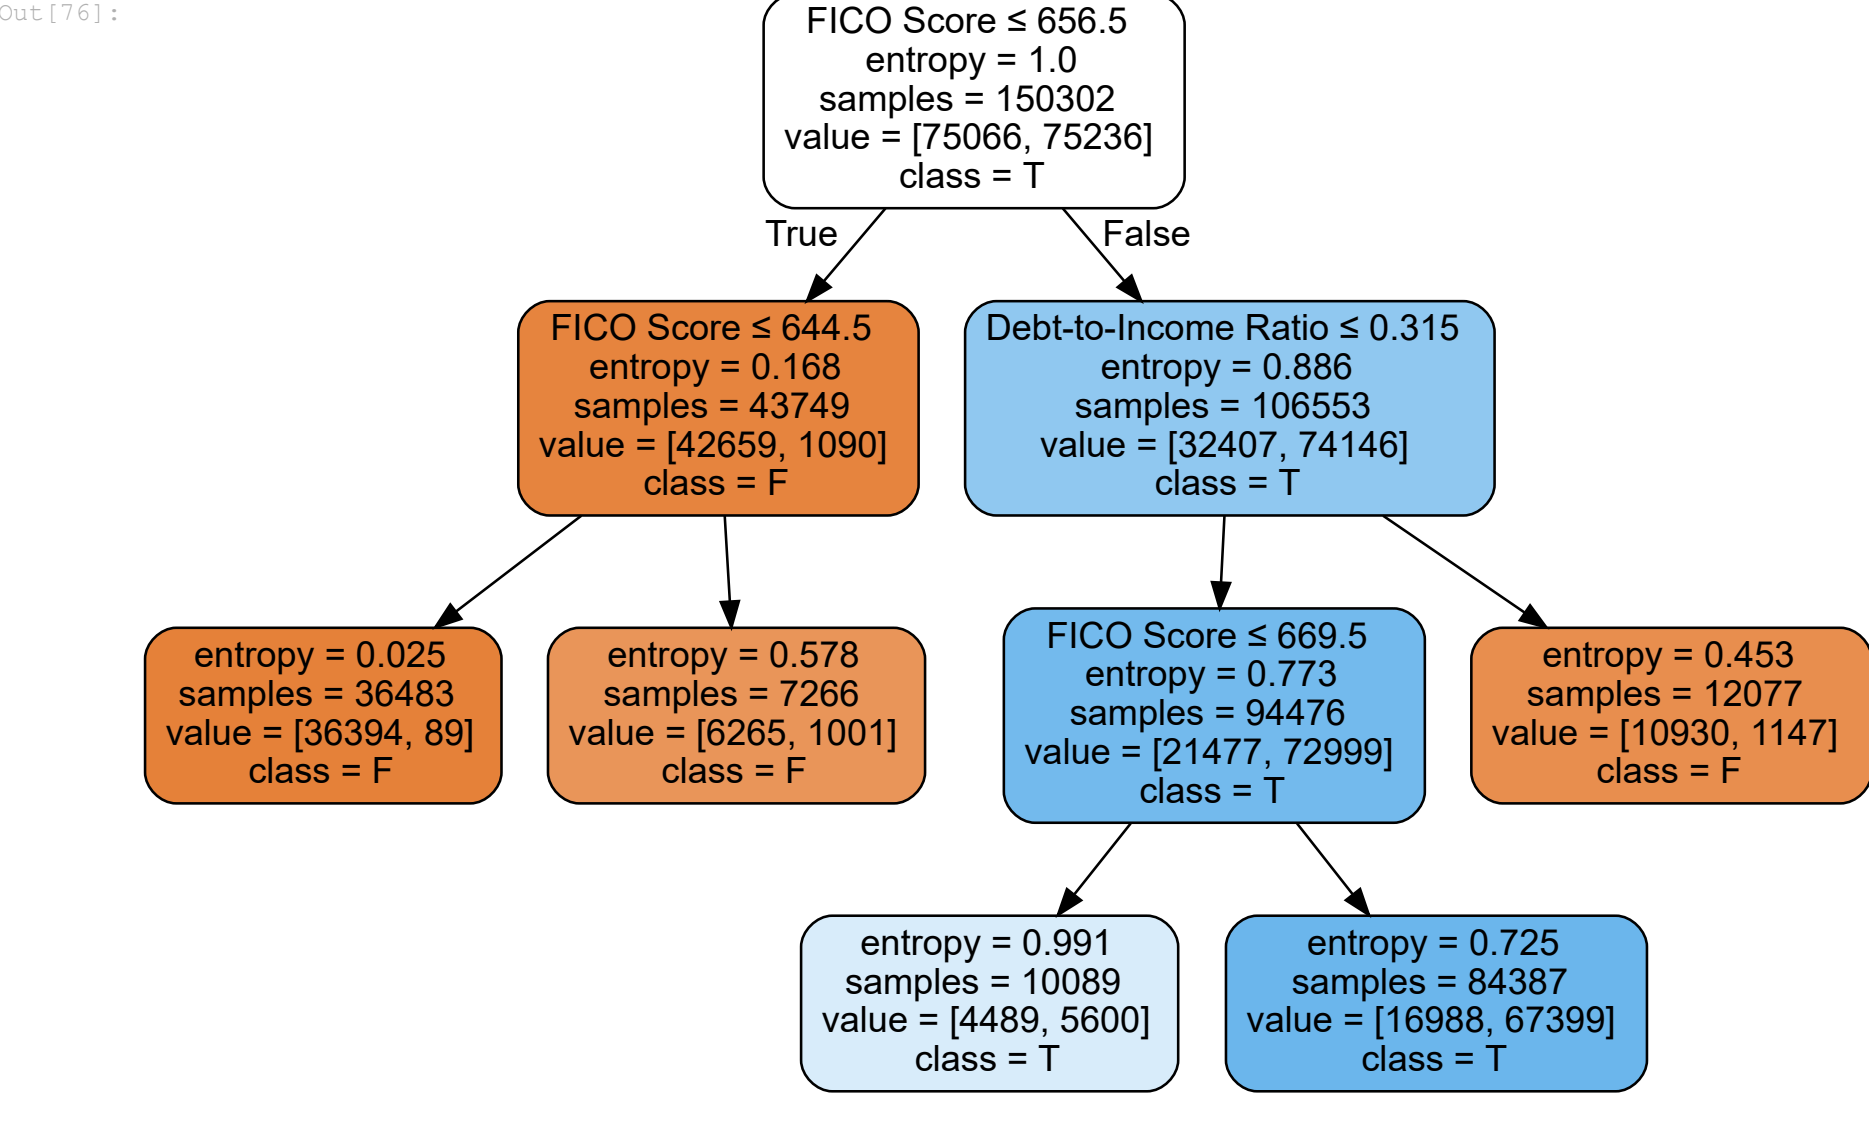 Out[76]:
FICO Score ≤ 656.5
entropy = 1.0
samples = 150302
value = [75066, 75236]
class = T
True
False
FICO Score ≤ 644.5
entropy = 0.168
samples = 43749
value = [42659, 1090]
class = F
Debt-to-Income Ratio ≤ 0.315
entropy = 0.886
samples = 106553
value = [32407, 74146]
class = T
entropy = 0.025
samples = 36483
value = [36394, 89]
class = F
entropy = 0.578
samples = 7266
value = [6265, 1001]
class = F
FICO Score ≤ 669.5
entropy = 0.773
samples = 94476
value = [21477, 72999]
class = T
entropy = 0.453
samples = 12077
value = [10930, 1147]
class = F
entropy = 0.991
samples = 10089
value = [4489, 5600]
class = T
entropy = 0.725
samples = 84387
value = [16988, 67399]
class = T